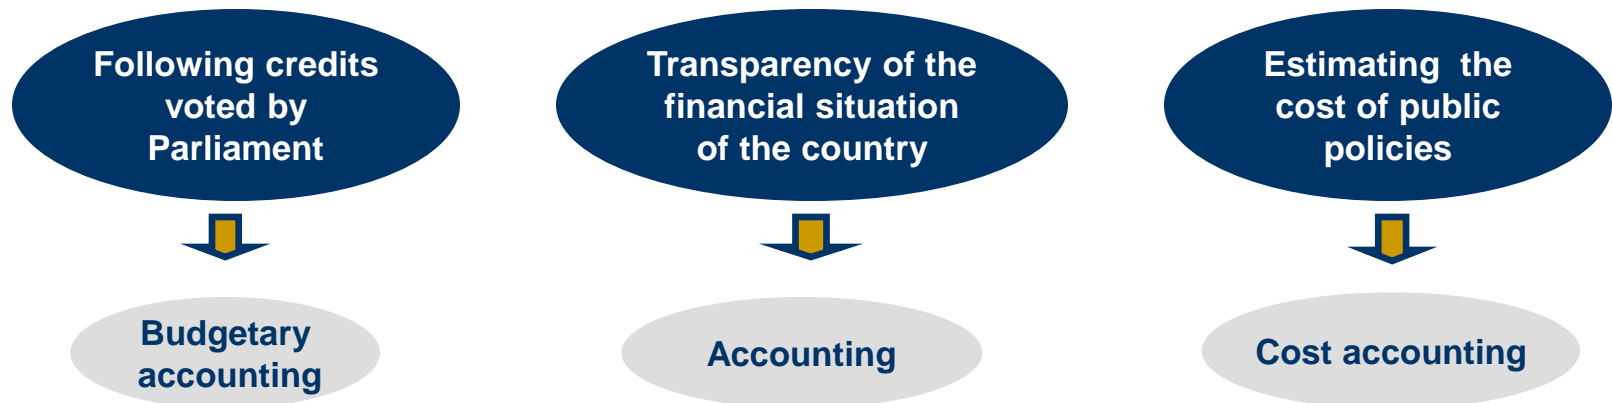 Following credits
voted by
Parliament
Transparency of the
financial situation
of the country
Estimating  the
cost of public
policies
Budgetary
accounting
Accounting
Cost accounting